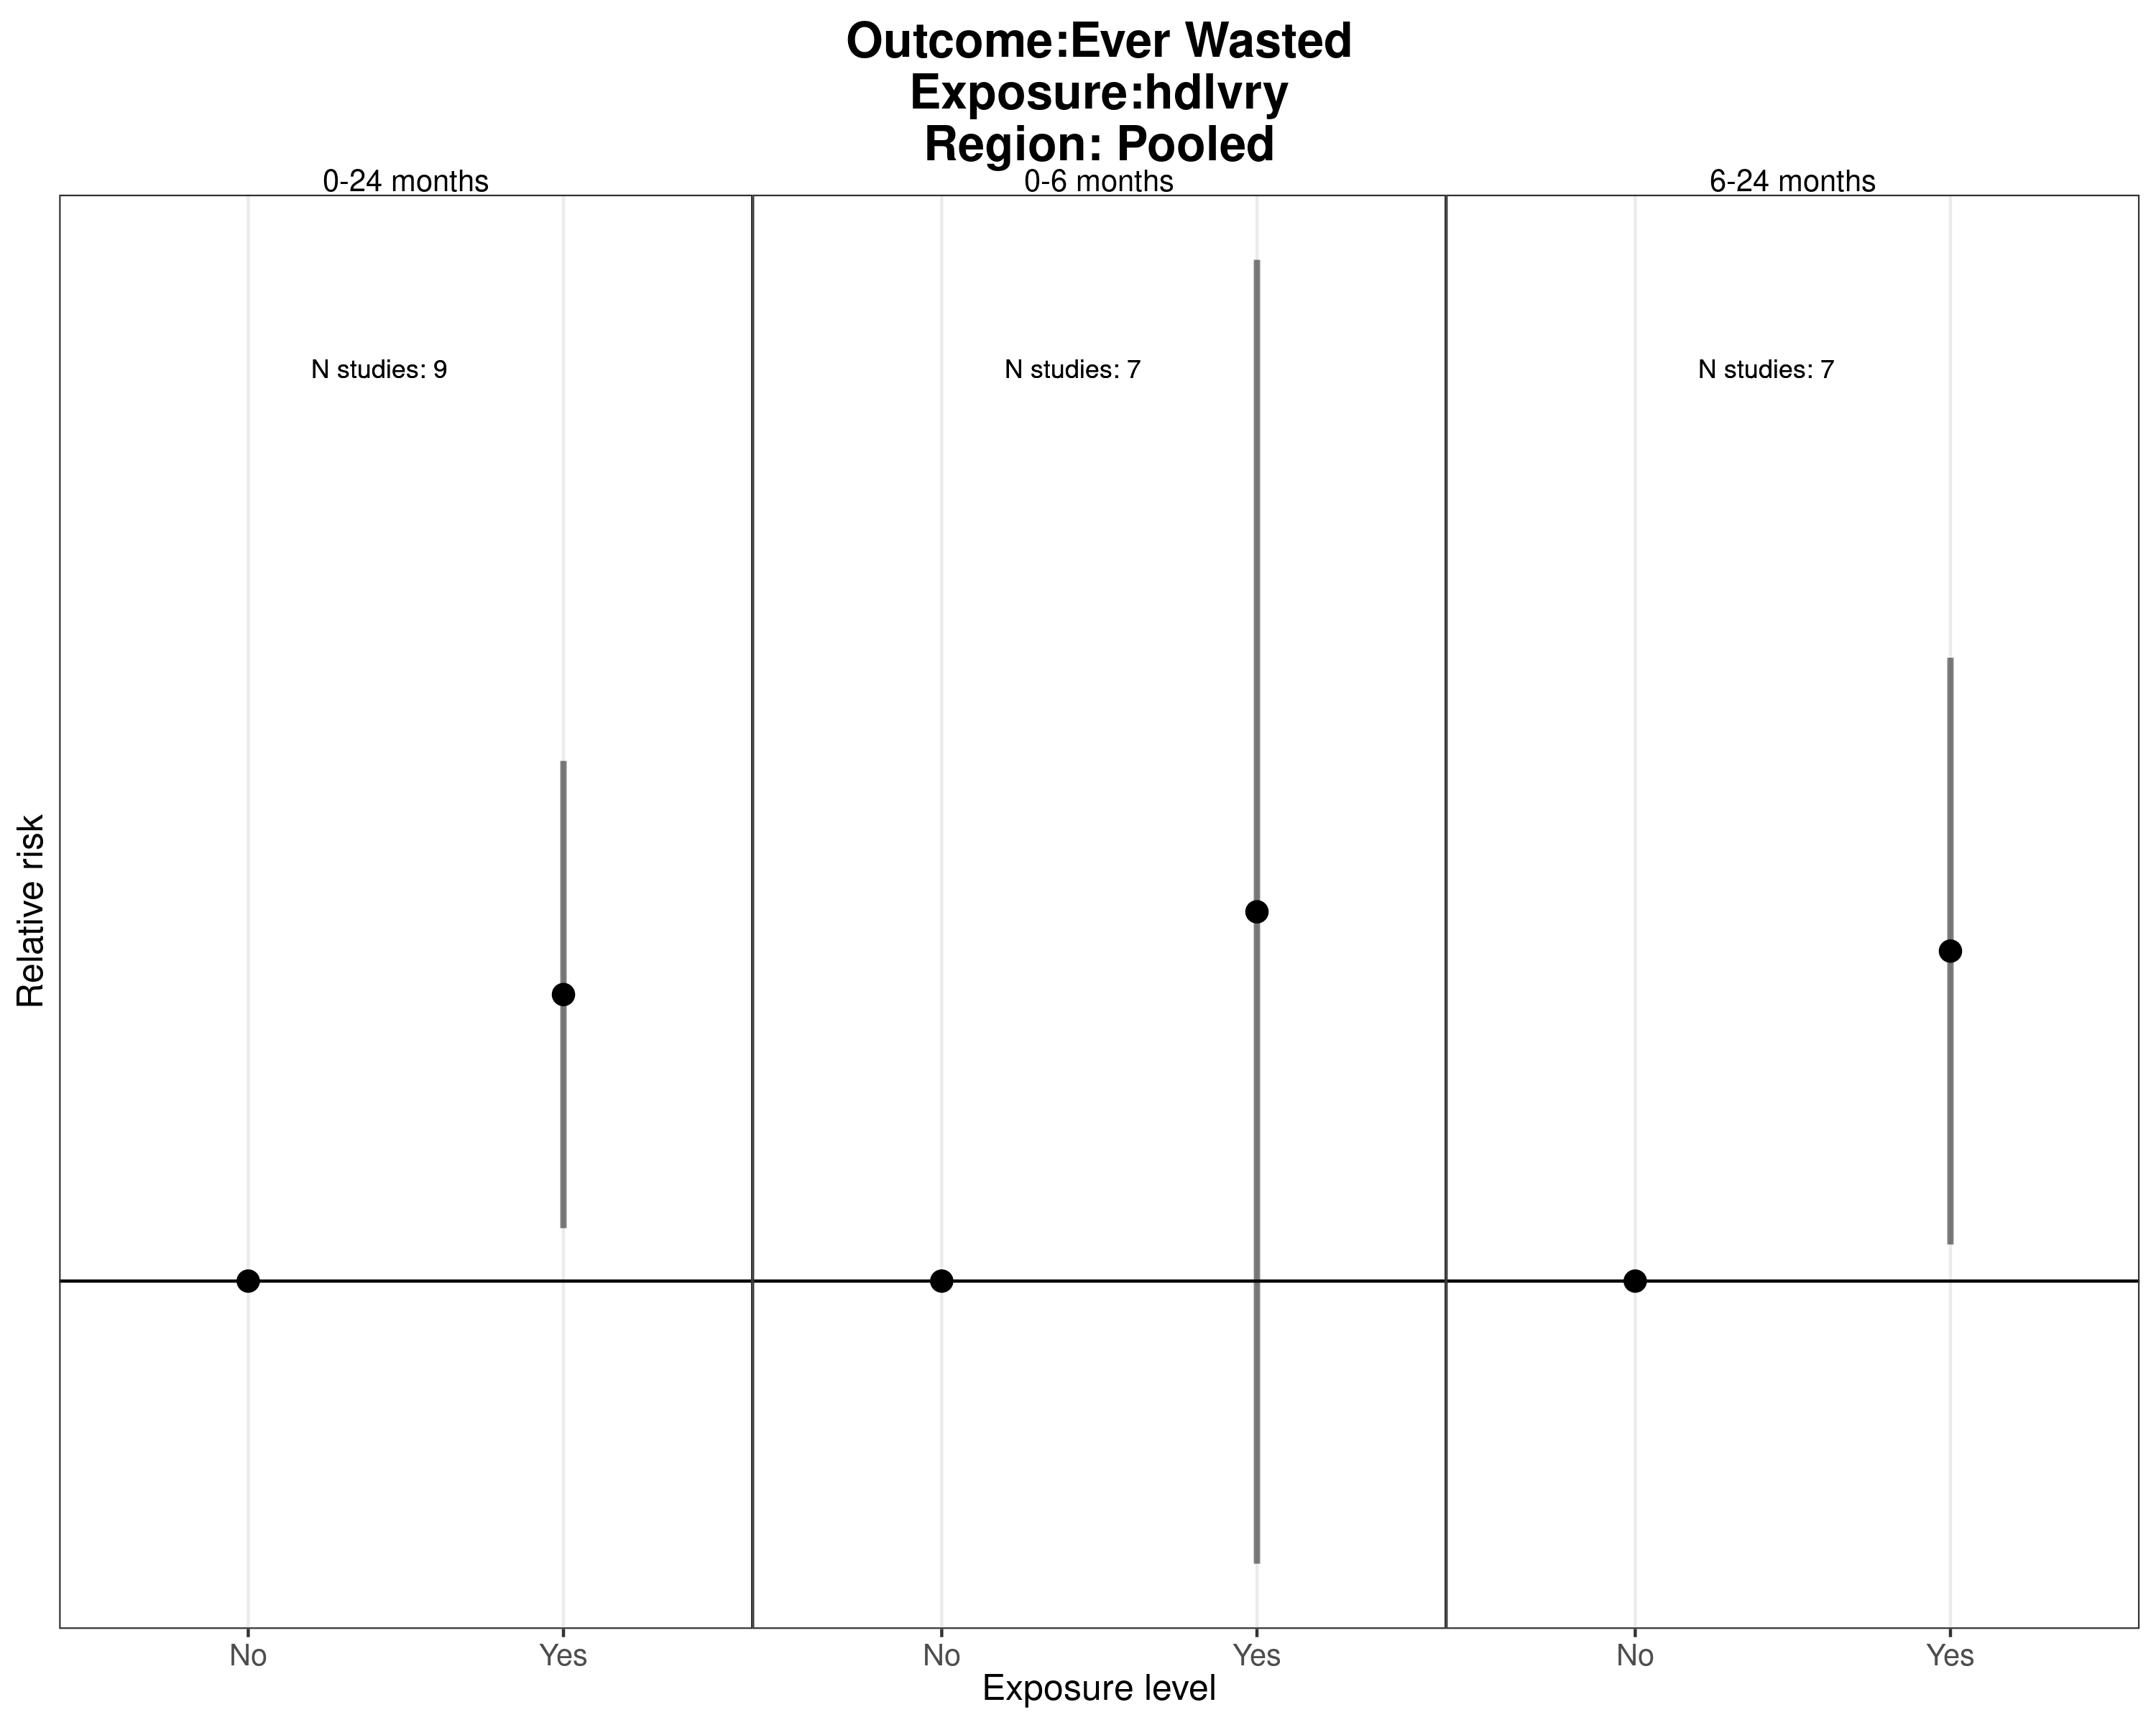 Outcome:Ever Wasted
Exposure:hdlvry
Region: Pooled
0-24 months
0-6 months
6-24 months
N studies: 9
N studies: 7
N studies: 7
Relative risk
No
Yes
No
Yes
No
Yes
Exposure level